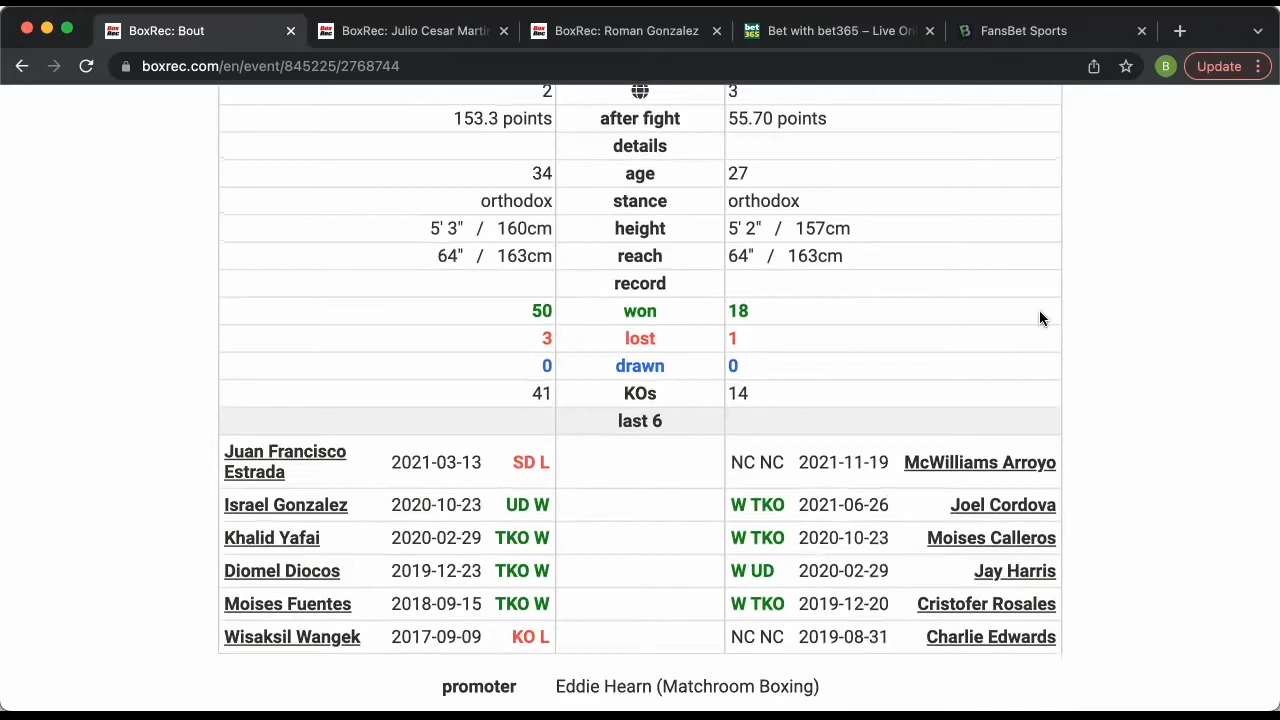 BoxRec: Bout
BoxRec: Julio Cesar Martin
BoxRec: Roman Gonzalez
bet365 Bet with bet365 – Live On
FansBet Sports
boxrec.com/en/event/845225/2768744
B
Update
2 3
153.3 points after fight 55.70 points
details
34 age 27
orthodox stance orthodox
5' 3" / 160cm height 5' 2" / 157cm
64" / 163cm reach 64" / 163cm
record
50 won 18
3 lost 1
0 drawn 0
41 KOs 14
last 6
Juan Francisco
Estrada 2021-03-13 SD L NC NC 2021-11-19 McWilliams Arroyo
Israel Gonzalez 2020-10-23 UD W W TKO 2021-06-26 Joel Cordova
Khalid Yafai 2020-02-29 TKO W W TKO 2020-10-23 Moises Calleros
Diomel Diocos 2019-12-23 TKO W W UD 2020-02-29 Jay Harris
Moises Fuentes 2018-09-15 TKO W W TKO 2019-12-20 Cristofer Rosales
Wisaksil Wangek 2017-09-09 KO L NC NC 2019-08-31 Charlie Edwards
promoter Eddie Hearn (Matchroom Boxing)